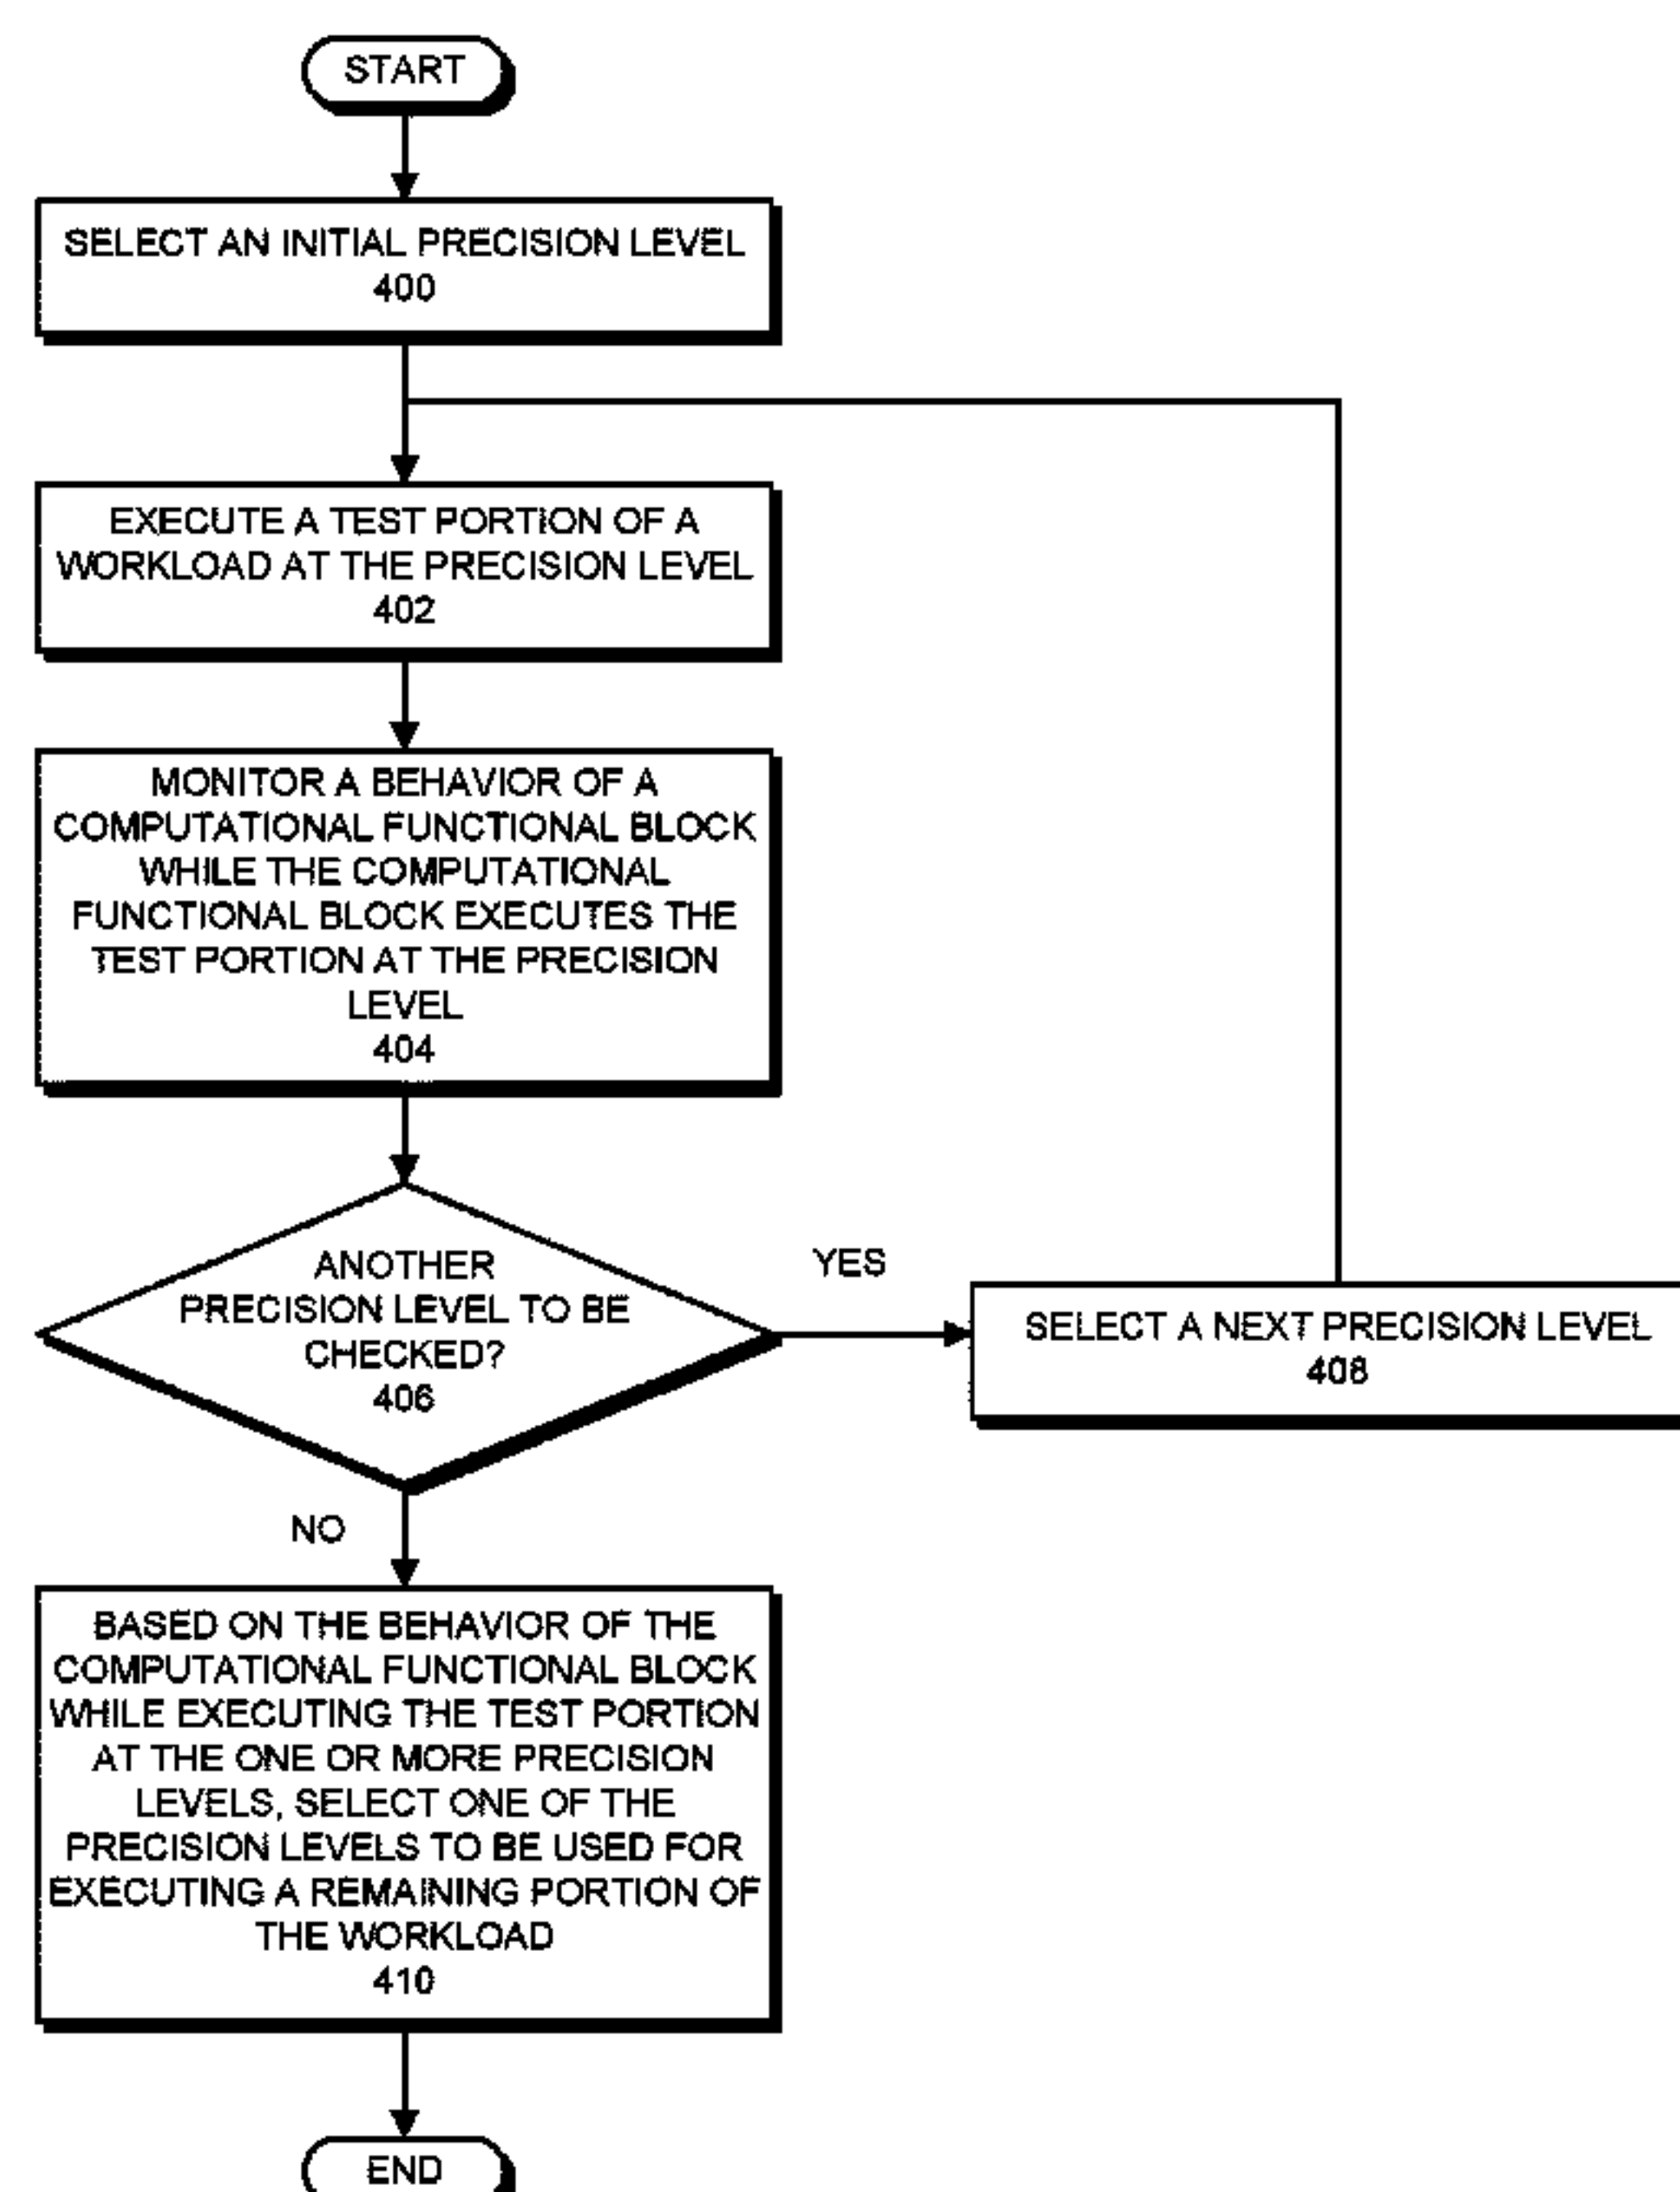 START
SELECT AN INITIAL PRECISION LEVEL
400
EXECUTE A TEST PORTION OF A
WORKLOAD AT THE PRECISION LEVEL
402
MONITOR A BEHAVIOR OF A
COMPUTATIONAL FUNCTIONAL BLOCK
WHILE THE COMPUTATIONAL
FUNCTIONAL BLOCK EXECUTES THE
TEST PORTION AT THE PRECISION
LEVEL
404
ANOTHER
PRECISION LEVEL TO BE
CHECKED?
406
YES
SELECT A NEXT PRECISION LEVEL
408
NO
BASED ON THE BEHAVIOR OF THE
COMPUTATIONAL FUNCTIONAL BLOCK
WHILE EXECUTING THE TEST PORTION
AT THE ONE OR MORE PRECISION
LEVELS, SELECT ONE OF THE
PRECISION LEVELS TO BE USED FOR
EXECUTING A REMAINING PORTION OF
THE WORKLOAD
410
END